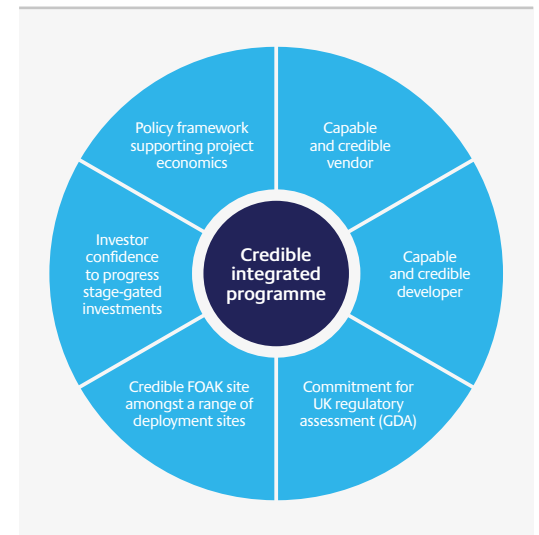 Policy framework
supporting project
economics
Capable
and credible
vendor
Investor
confidence
to progress
stage-gated
investments
Credible
integrated
programme
Capable
and credible
developer
Credible FOAK site
amongst a range of
deployment sites
Commitment for
UK regulatory
assessment (GDA)